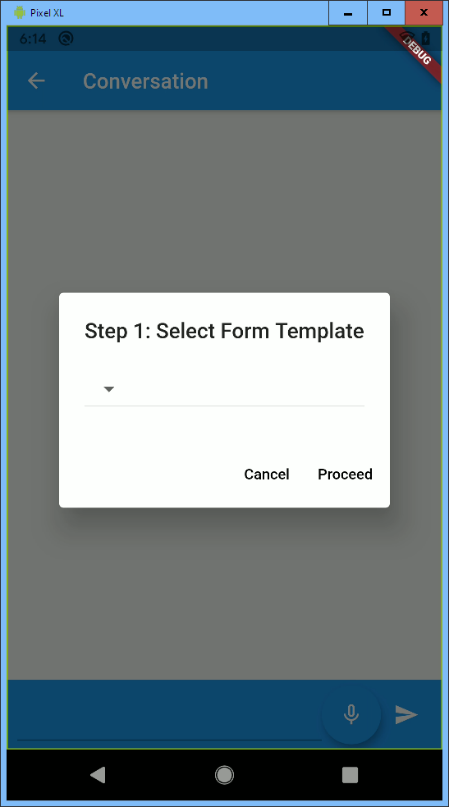 Pixel XL
6:14
DEBUG
Conversation
Step 1: Select Form Template
Cancel
Proceed